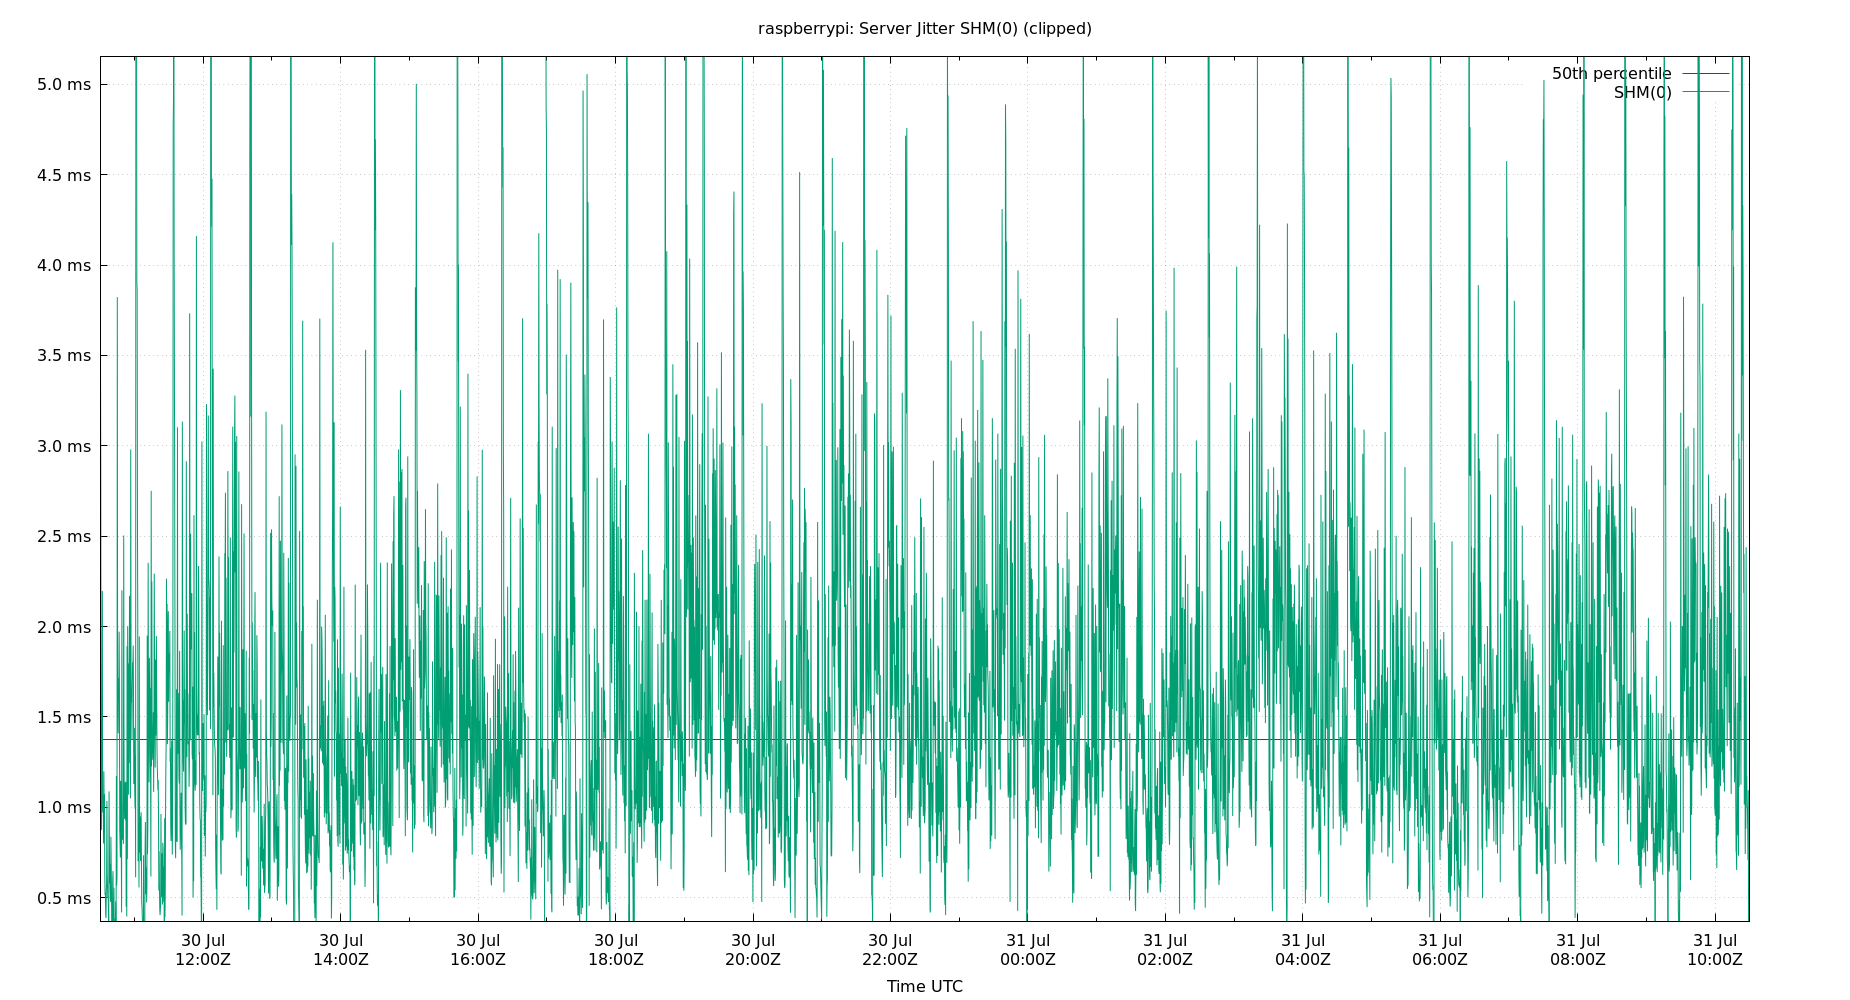 raspberrypi: Server Jitter SHM(0) (clipped)
50th percentile
SHM(0)
5.0 ms
4.5 ms
4.0 ms
3.5 ms
3.0 ms
2.5 ms
2.0 ms
1.5 ms
1.0 ms
0.5 ms
30 Jul 30 Jul 30 Jul 30 Jul 30 Jul 30 Jul 31 Jul 31 Jul 31 Jul 31 Jul 31 Jul 31 Jul
12:00Z 14:00Z 16:00Z 18:00Z 20:00Z 22:00Z 00:00Z 02:00Z 04:00Z 06:00Z 08:00Z 10:00Z
Time UTC